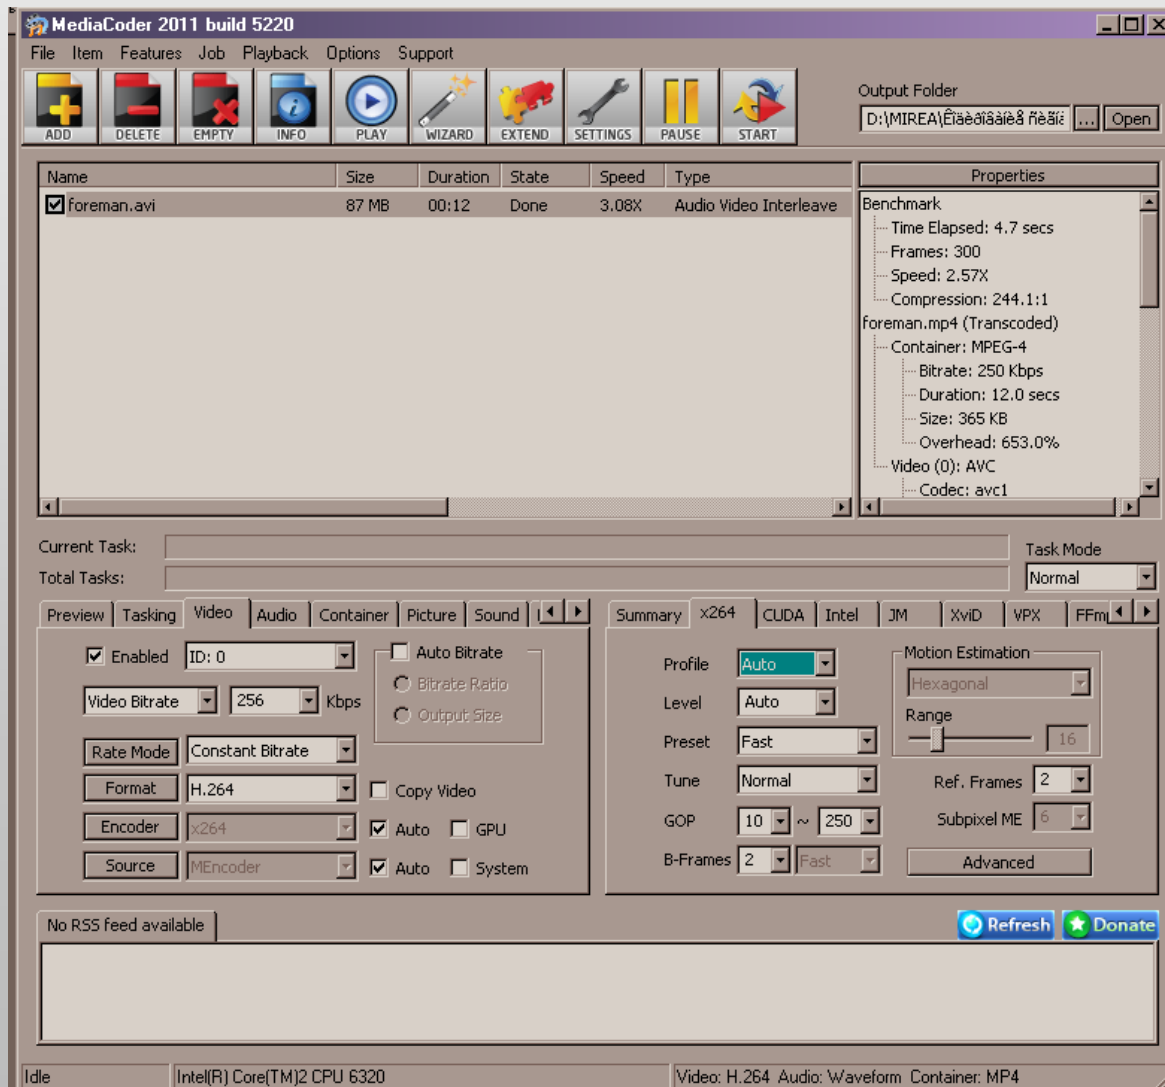 MediaCoder 2011 build 5220
File Item Features Job Playback Options Support
ADD DELETE EMPTY INFO PLAY WIZARD EXTEND SETTINGS PAUSE START
Output Folder
D:\MIREA\Êîäèðîâàíèå ... Open
Name Size Duration State Speed Type
foreman.avi 87 MB 00:12 Done 3.08X Audio Video Interleave
Properties
Benchmark
Time Elapsed: 4.7 secs
Frames: 300
Speed: 2.57X
Compression: 244.1:1
foreman.mp4 (Transcoded)
Container: MPEG-4
Bitrate: 250 Kbps
Duration: 12.0 secs
Size: 365 KB
Overhead: 653.0%
Video (0): AVC
Codec: avc1
Current Task:
Total Tasks:
Task Mode
Normal
Preview Tasking Video Audio Container Picture Sound
Enabled ID: 0
Video Bitrate 256 Kbps
Rate Mode Constant Bitrate
Format H.264 Copy Video
Encoder x264 Auto GPU
Source MEncoder Auto System
Auto Bitrate
Bitrate Ratio
Output Size
Summary x264 CUDA Intel JM XviD VPX
Profile Auto
Level Auto
Preset Fast
Tune Normal
GOP 10 ~ 250
B-Frames 2 Fast
Motion Estimation
Hexagonal
Range
16
Ref. Frames 2
Subpixel ME 6
Advanced
No RSS feed available
Refresh Donate
Idle Intel(R) Core(TM)2 CPU 6320 Video: H.264 Audio: Waveform Container: MP4